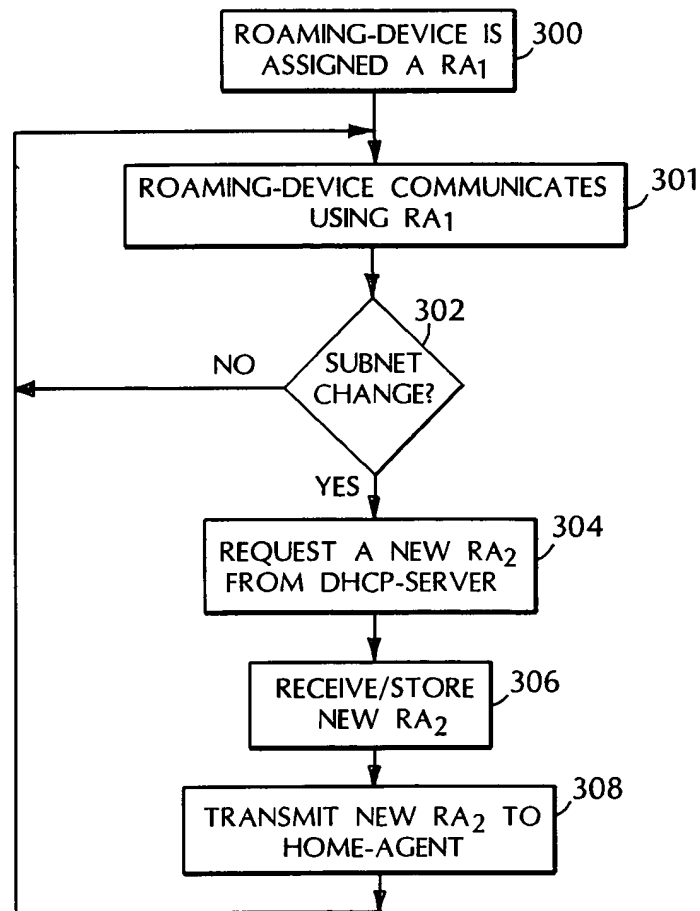 ROAMING-DEVICE IS
ASSIGNED A RA₁
300
ROAMING-DEVICE COMMUNICATES
USING RA₁
301
302
SUBNET
CHANGE?
NO
YES
304
REQUEST A NEW RA₂
FROM DHCP-SERVER
RECEIVE/STORE
NEW RA₂
306
TRANSMIT NEW RA₂ TO
HOME-AGENT
308